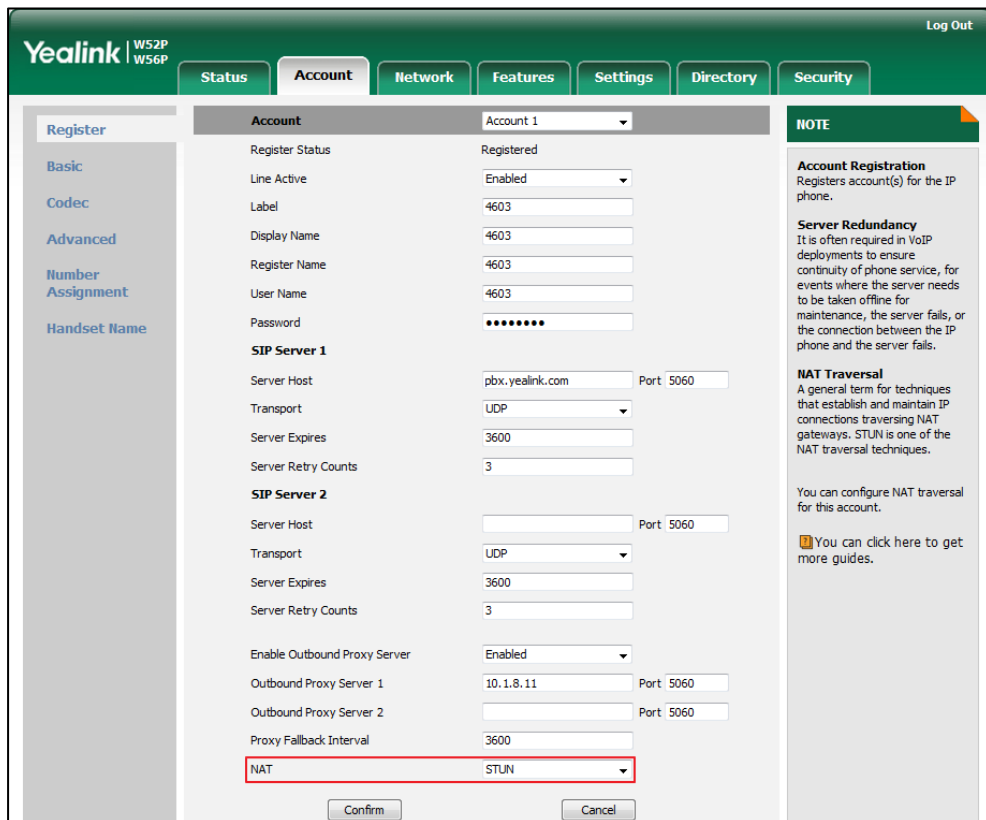 Log Out
Yealink | W52P W56P
Status Account Network Features Settings Directory Security
Register
Basic
Codec
Advanced
Number
Assignment
Handset Name
Account Account 1
Register Status Registered
Line Active Enabled
Label 4603
Display Name 4603
Register Name 4603
User Name 4603
Password ••••••••
SIP Server 1
Server Host pbx.yealink.com Port 5060
Transport UDP
Server Expires 3600
Server Retry Counts 3
SIP Server 2
Server Host Port 5060
Transport UDP
Server Expires 3600
Server Retry Counts 3
Enable Outbound Proxy Server Enabled
Outbound Proxy Server 1 10.1.8.11 Port 5060
Outbound Proxy Server 2 Port 5060
Proxy Fallback Interval 3600
NAT STUN
Confirm Cancel
NOTE
Account Registration
Registers account(s) for the IP
phone.
Server Redundancy
It is often required in VoIP
deployments to ensure
continuity of phone service, for
events where the server needs
to be taken offline for
maintenance, the server fails, or
the connection between the IP
phone and the server fails.
NAT Traversal
A general term for techniques
that establish and maintain IP
connections traversing NAT
gateways. STUN is one of the
NAT traversal techniques.
You can configure NAT traversal
for this account.
?You can click here to get
more guides.